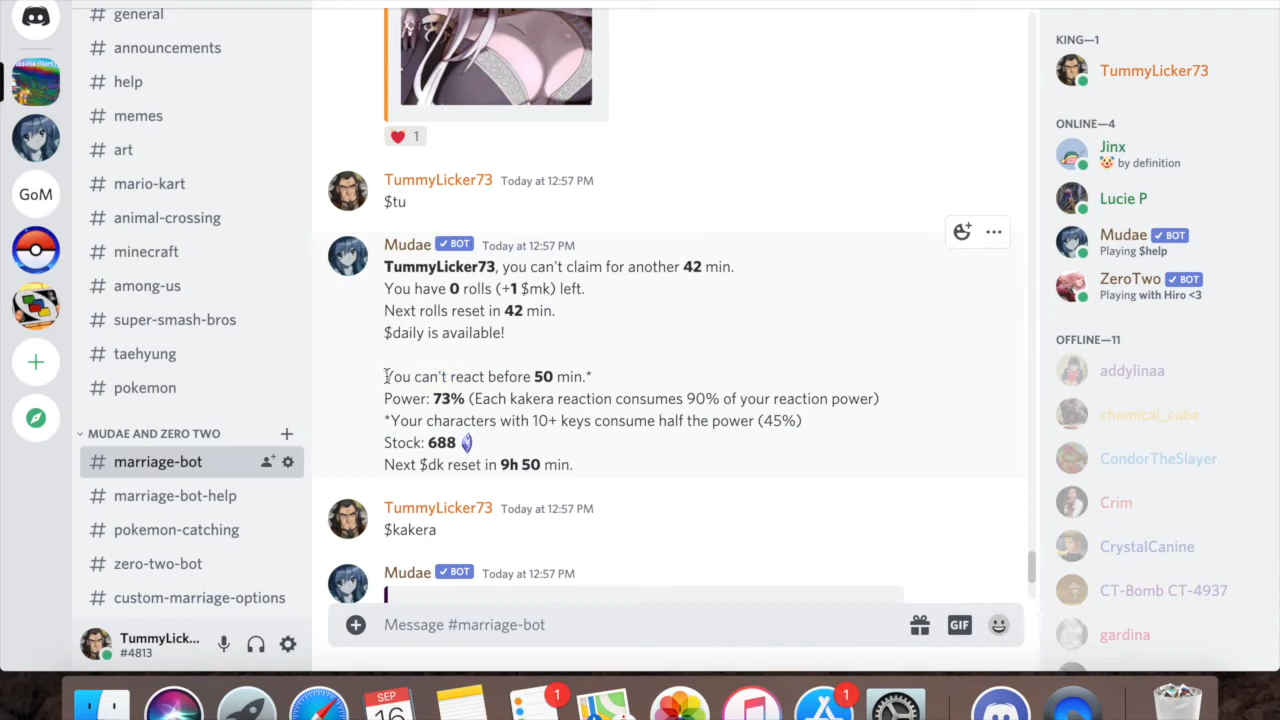 GoM
general
announcements
help
memes
art
mario-kart
animal-crossing
minecraft
among-us
super-smash-bros
taehyung
pokemon
MUDAE AND ZERO TWO
marriage-bot
marriage-bot-help
pokemon-catching
zero-two-bot
custom-marriage-options
TummyLick...
#4813
1
TummyLicker73 Today at 12:57 PM
$tu
Mudae ✓ BOT Today at 12:57 PM
TummyLicker73, you can't claim for another 42 min.
You have 0 rolls (+1 $mk) left.
Next rolls reset in 42 min.
$daily is available!
You can't react before 50 min.*
Power: 73% (Each kakera reaction consumes 90% of your reaction power)
*Your characters with 10+ keys consume half the power (45%)
Stock: 688
Next $dk reset in 9h 50 min.
TummyLicker73 Today at 12:57 PM
$kakera
Mudae ✓ BOT Today at 12:57 PM
Message #marriage-bot
GIF
KING—1
TummyLicker73
ONLINE—4
Jinx
🤡 by definition
Lucie P
Mudae ✓ BOT
Playing $help
ZeroTwo ✓ BOT
Playing with Hiro <3
OFFLINE—11
addylinaa
chemical_cube
CondorTheSlayer
Crim
CrystalCanine
CT-Bomb CT-4937
gardina
SEP
16
1
1